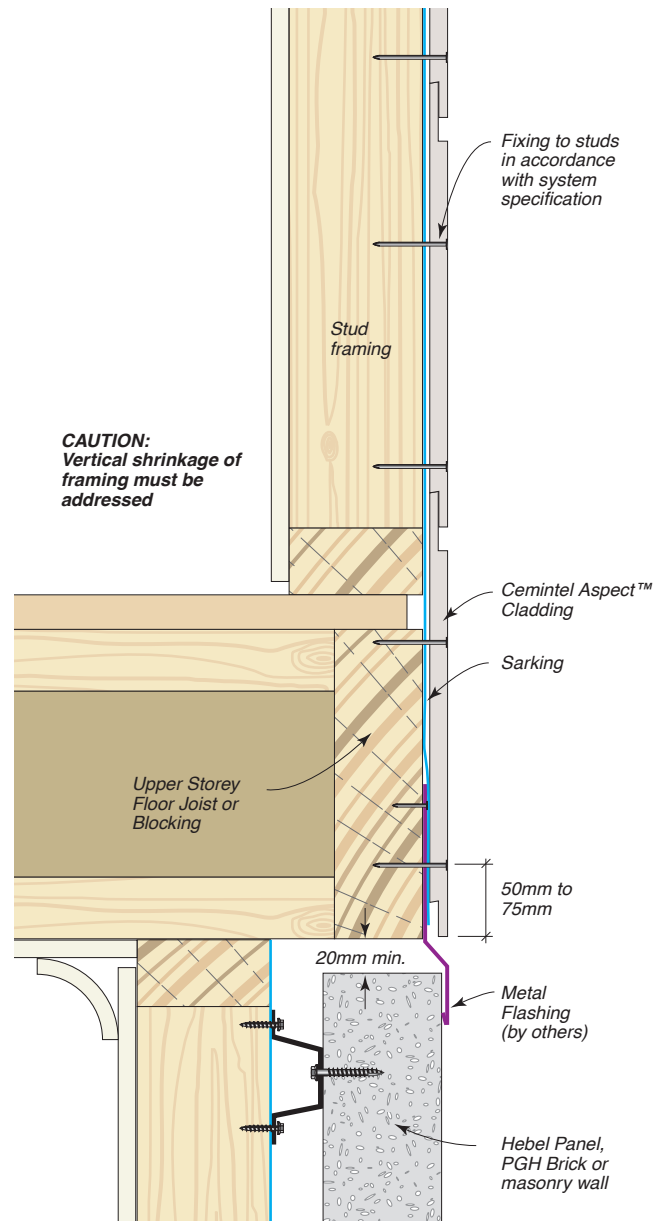 Fixing to studs
in accordance
with system
specification
Stud
framing
CAUTION:
Vertical shrinkage of
framing must be
addressed
Cemintel Aspect™
Cladding
Sarking
Upper Storey
Floor Joist or
Blocking
50mm to
75mm
20mm min.
Metal
Flashing
(by others)
Hebel Panel,
PGH Brick or
masonry wall